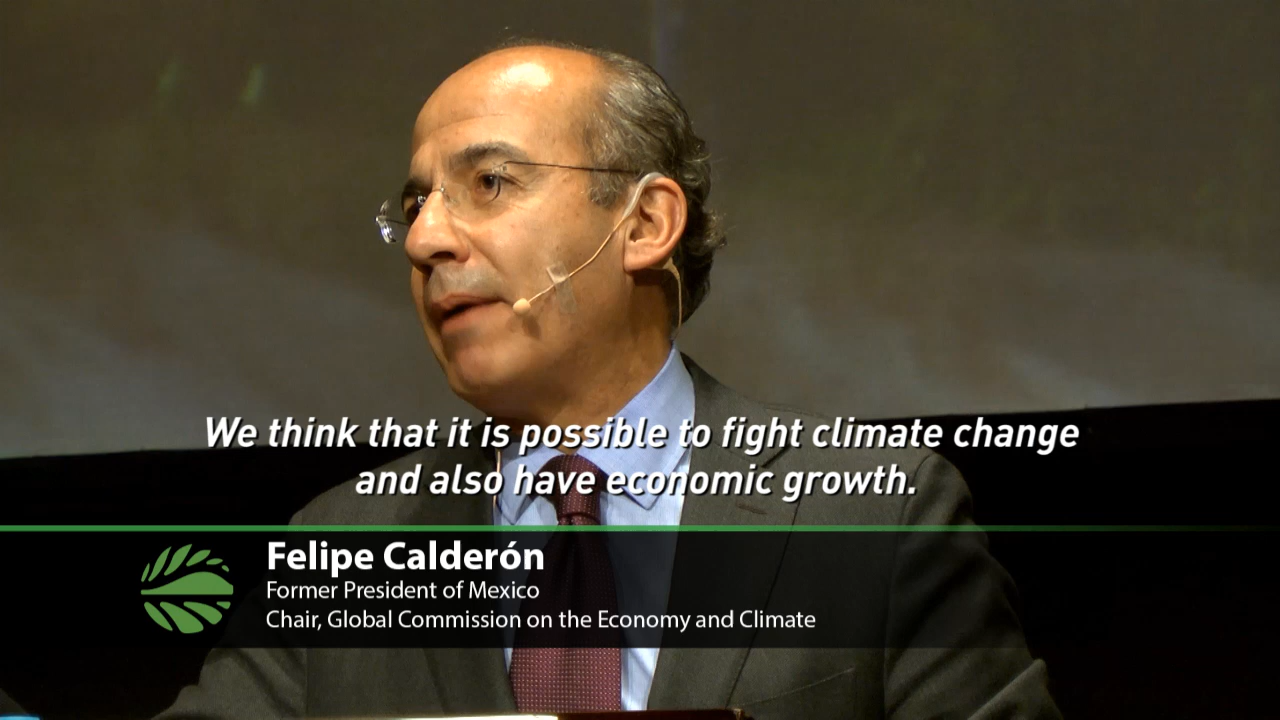 We think that it is possible to fight climate change
and also have economic growth.
Felipe Calderón
Former President of Mexico
Chair, Global Commission on the Economy and Climate